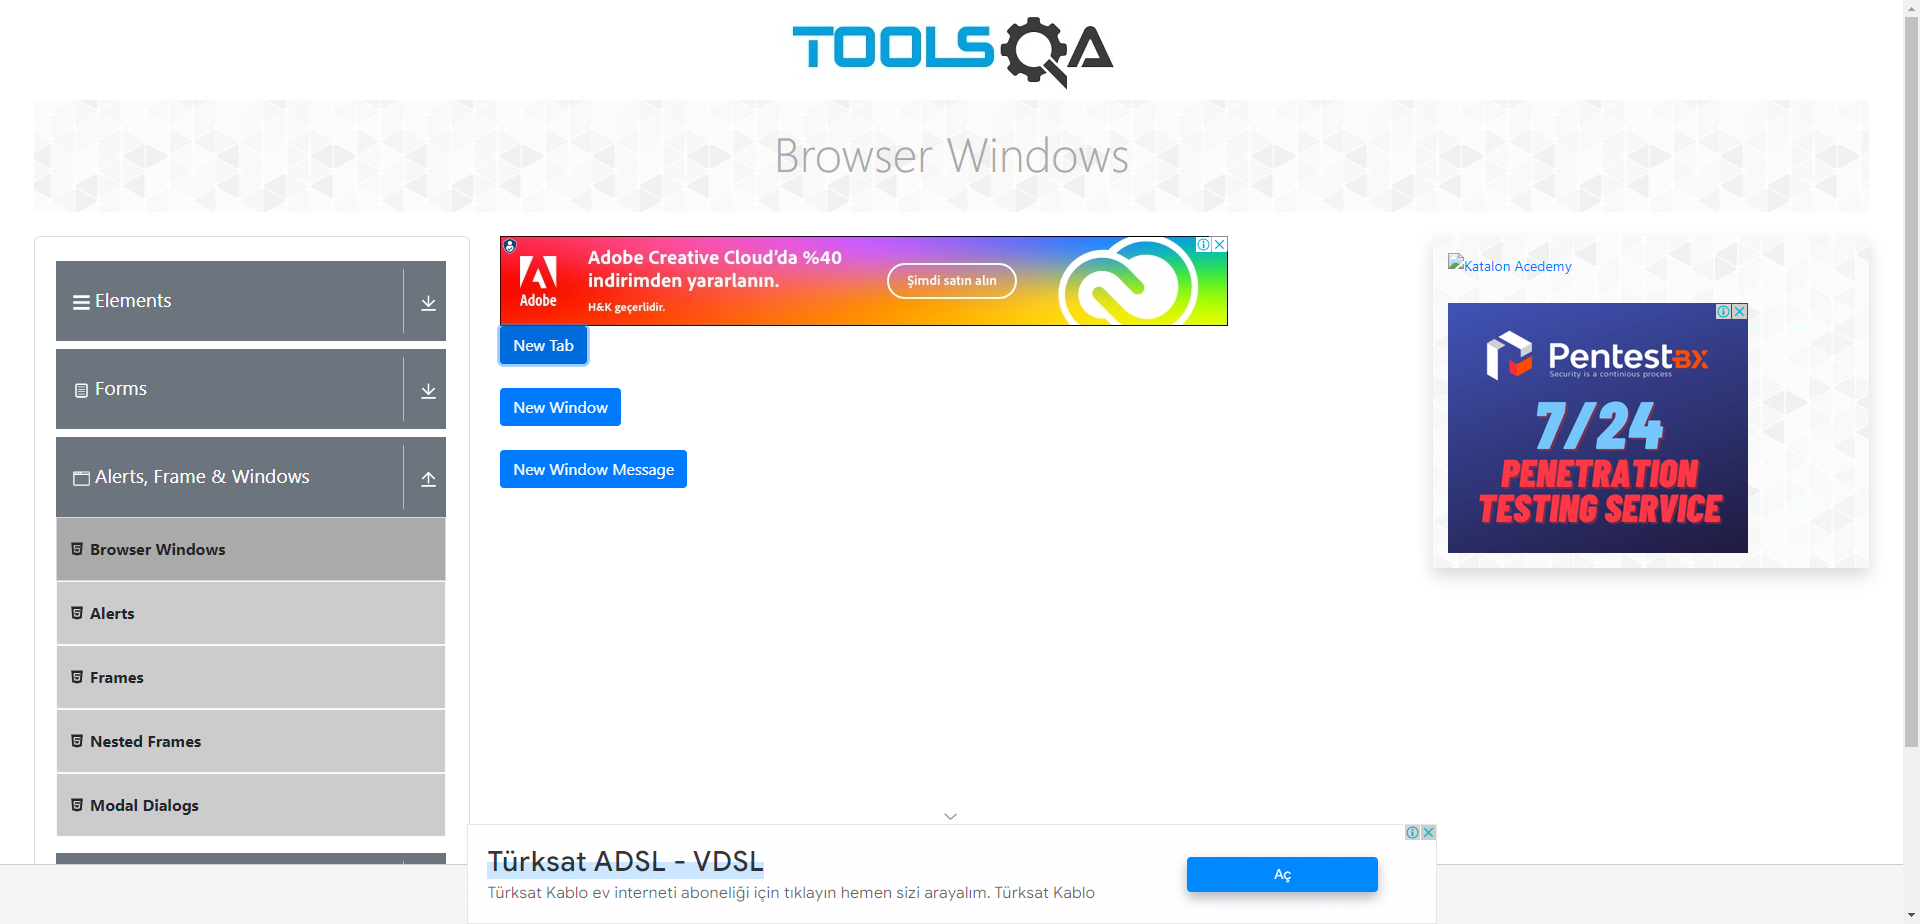 TOOLSQA
Browser Windows
Elements
Forms
Alerts, Frame & Windows
Browser Windows
Alerts
Frames
Nested Frames
Modal Dialogs
Adobe
Adobe Creative Cloud'da %40
indirimden yararlanın.
H&K geçerlidir.
Şimdi satın alın
New Tab
New Window
New Window Message
Katalon Acedemy
PentestBX
Security is a continious process
7/24
PENETRATION
TESTING SERVICE
Türksat ADSL - VDSL
Türksat Kablo ev interneti aboneliği için tıklayın hemen sizi arayalım. Türksat Kablo
Aç